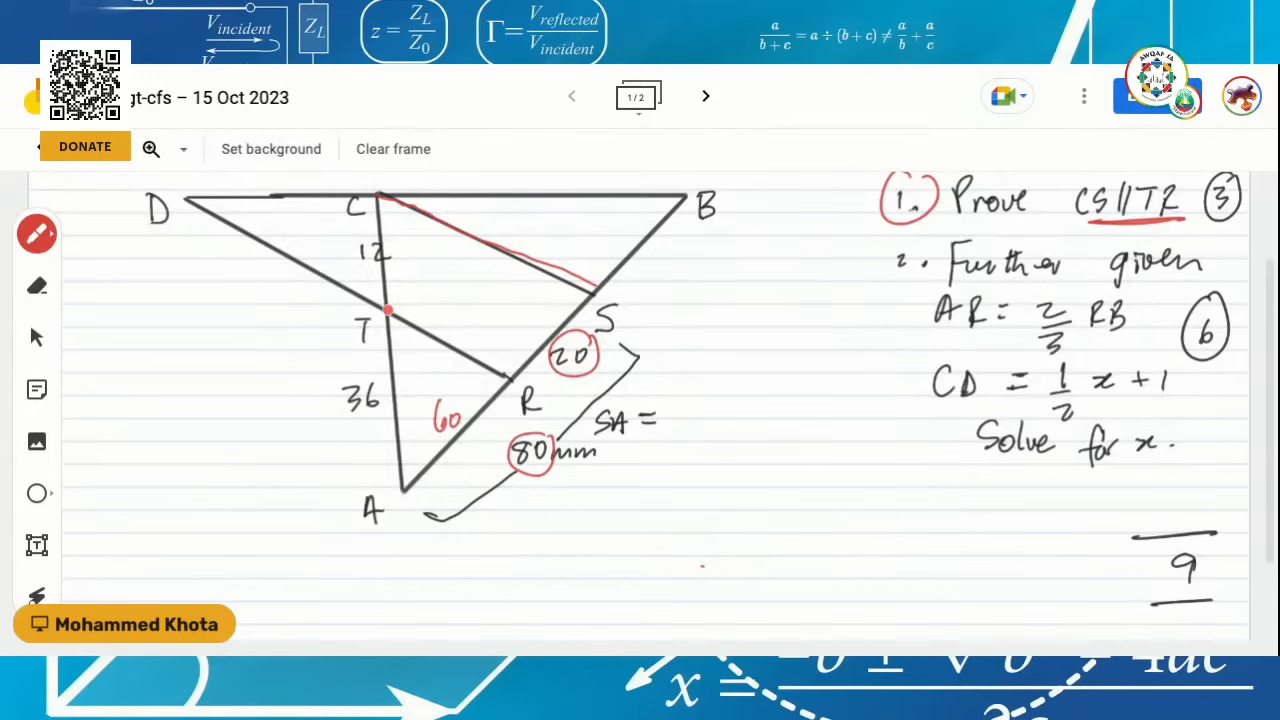 V_incident
Z_L
z = Z_L/Z_0
Γ = V_reflected/V_incident
a/(b+c) = a ÷ (b+c) ≠ a/b + a/c
AWQAF SA
gt-cfs – 15 Oct 2023
1 / 2
DONATE
Set background
Clear frame
D
C
B
12
T
S
20
36
60
R
SA =
80mm
A
1. Prove CS//TR 3
2. Further given
AR = 2/3 RB
6
CD = 1/2 x + 1
Solve for x.
9
Mohammed Khota
x =